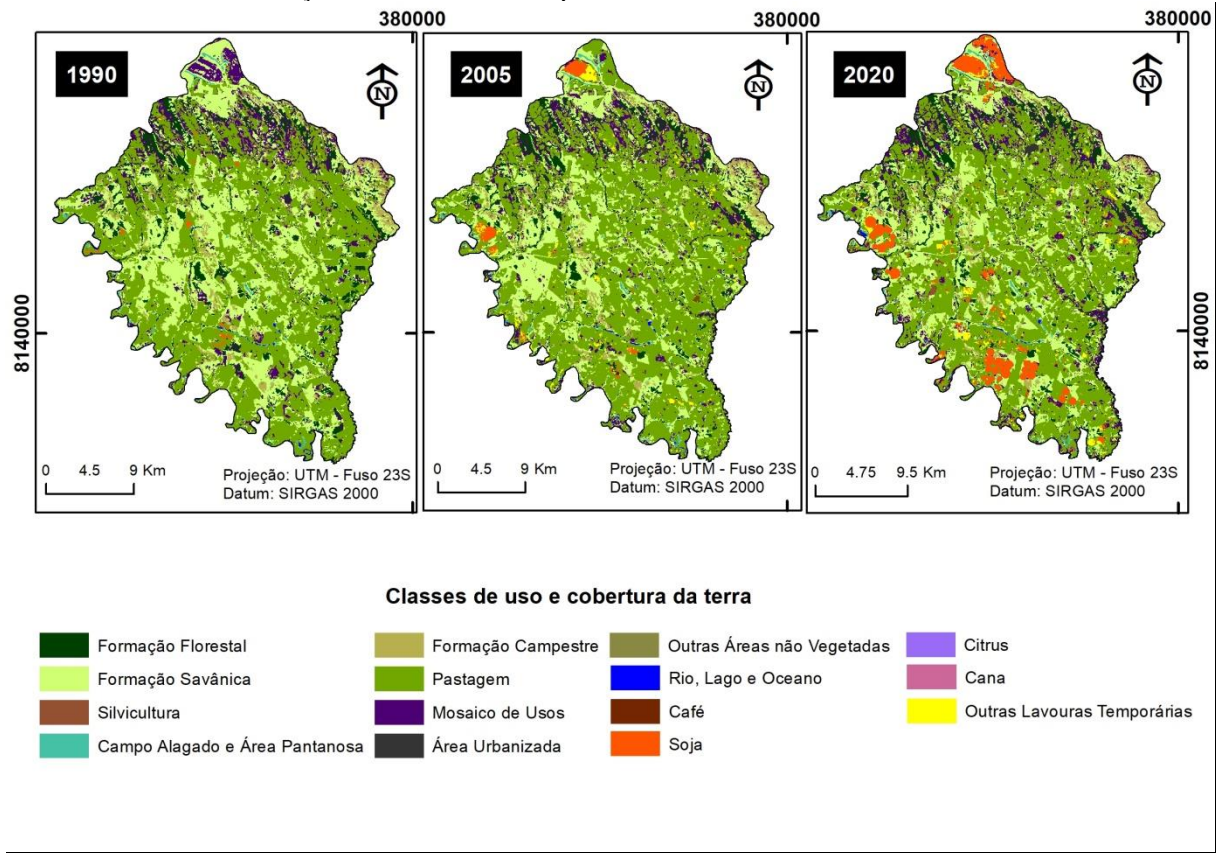 380000
380000
380000
1990
2005
2020
N
N
N
8140000
8140000
0 4.5 9 Km
Projeção: UTM - Fuso 23S
Datum: SIRGAS 2000
0 4.5 9 Km
Projeção: UTM - Fuso 23S
Datum: SIRGAS 2000
0 4.75 9.5 Km
Projeção: UTM - Fuso 23S
Datum: SIRGAS 2000
Classes de uso e cobertura da terra
Formação Florestal
Formação Savânica
Silvicultura
Campo Alagado e Área Pantanosa
Formação Campestre
Pastagem
Mosaico de Usos
Área Urbanizada
Outras Áreas não Vegetadas
Rio, Lago e Oceano
Café
Soja
Citrus
Cana
Outras Lavouras Temporárias